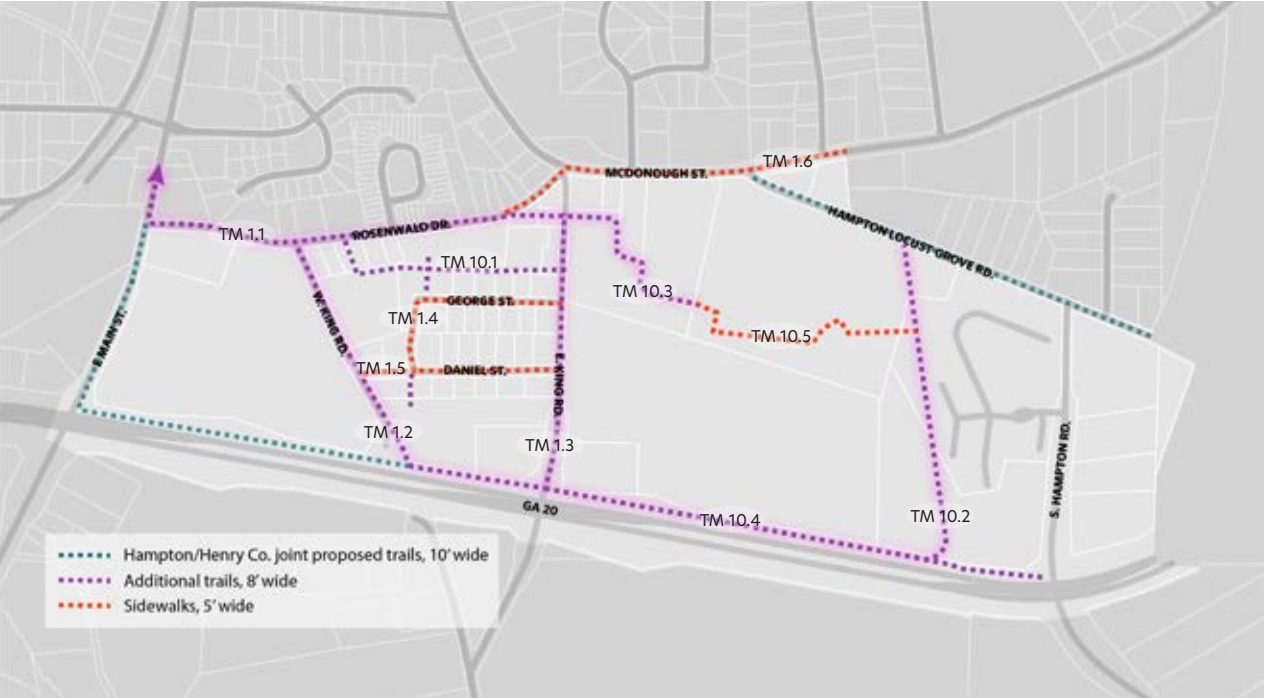 TM 1.6
MCDONOUGH ST.
HAMPTON LOCUST GROVE RD.
TM 1.1
ROSENWALD DR.
TM 10.1
TM 10.3
GEORGE ST.
TM 1.4
W. KING RD.
E MAIN ST.
TM 10.5
TM 1.5
DANIEL ST.
E. KING RD.
TM 1.2
TM 1.3
S. HAMPTON RD.
GA 20
TM 10.4
TM 10.2
Hampton/Henry Co. joint proposed trails, 10' wide
Additional trails, 8' wide
Sidewalks, 5' wide